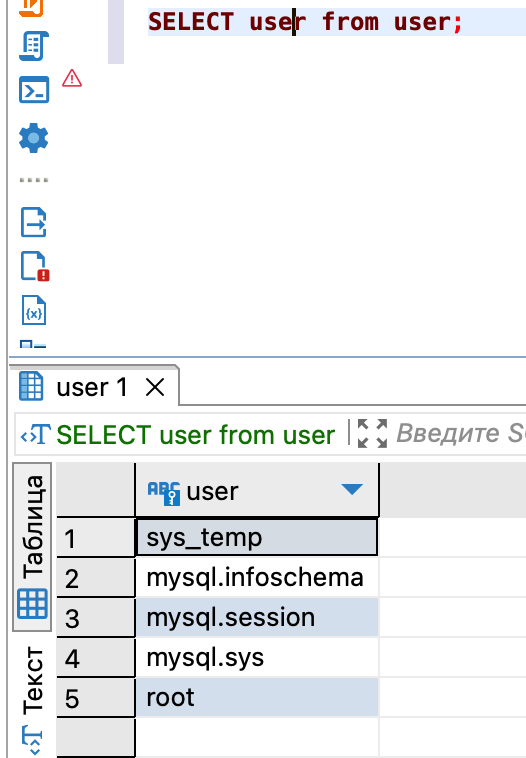 SELECT user from user;
user 1
SELECT user from user
Введите S
Таблица
Текст
ABC user
1 sys_temp
2 mysql.infoschema
3 mysql.session
4 mysql.sys
5 root